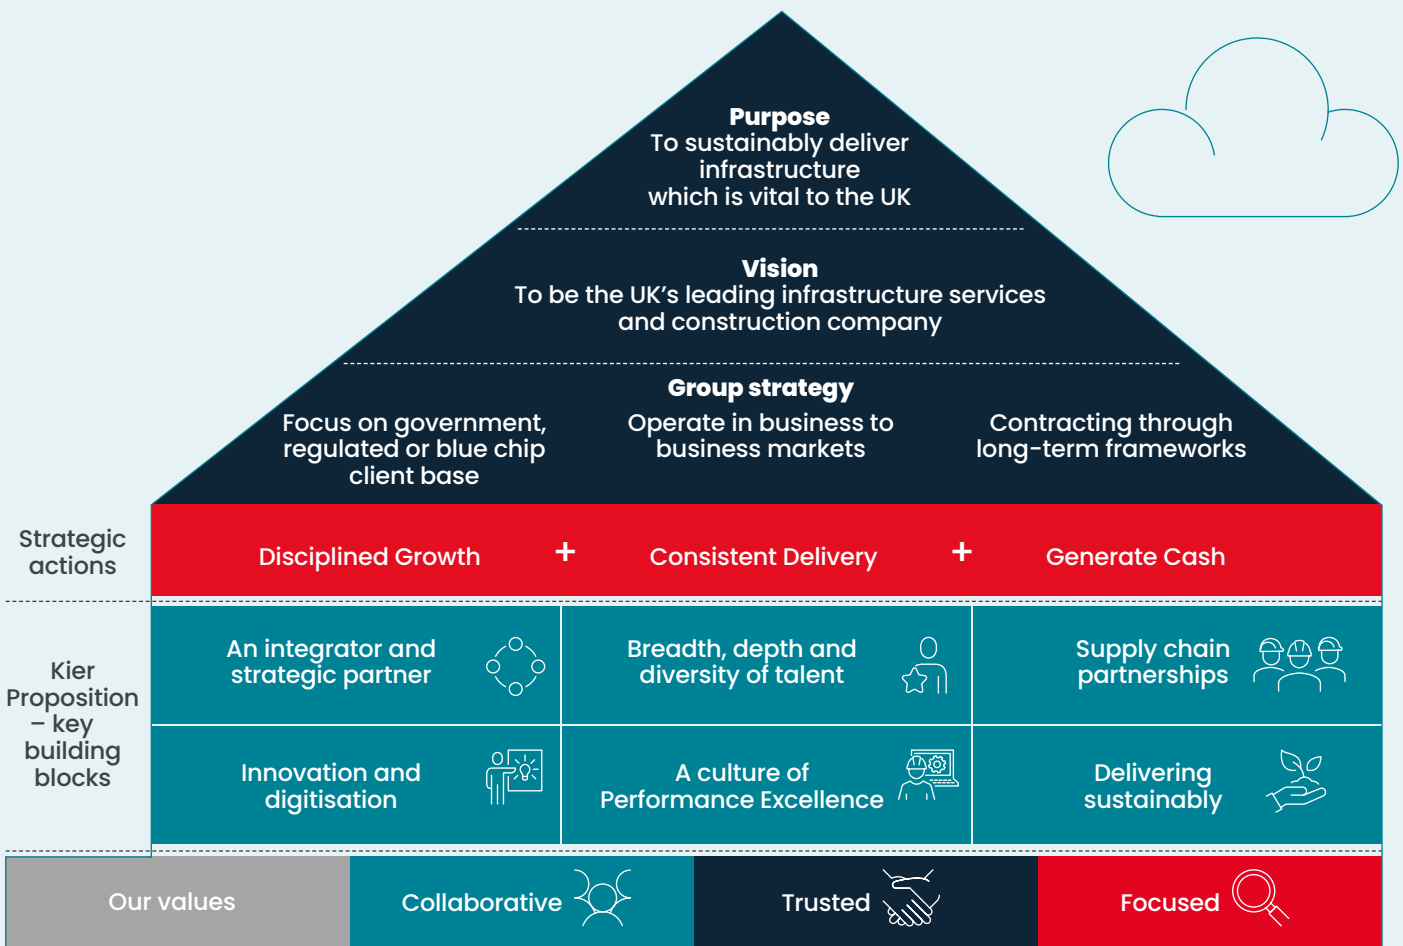 Purpose
To sustainably deliver
infrastructure
which is vital to the UK
Vision
To be the UK’s leading infrastructure services
and construction company
Group strategy
Focus on government,
regulated or blue chip
client base
Operate in business to
business markets
Contracting through
long-term frameworks
Strategic
actions
Disciplined Growth
+
Consistent Delivery
+
Generate Cash
Kier
Proposition
– key
building
blocks
An integrator and
strategic partner
Breadth, depth and
diversity of talent
Supply chain
partnerships
Innovation and
digitisation
A culture of
Performance Excellence
Delivering
sustainably
Our values
Collaborative
Trusted
Focused